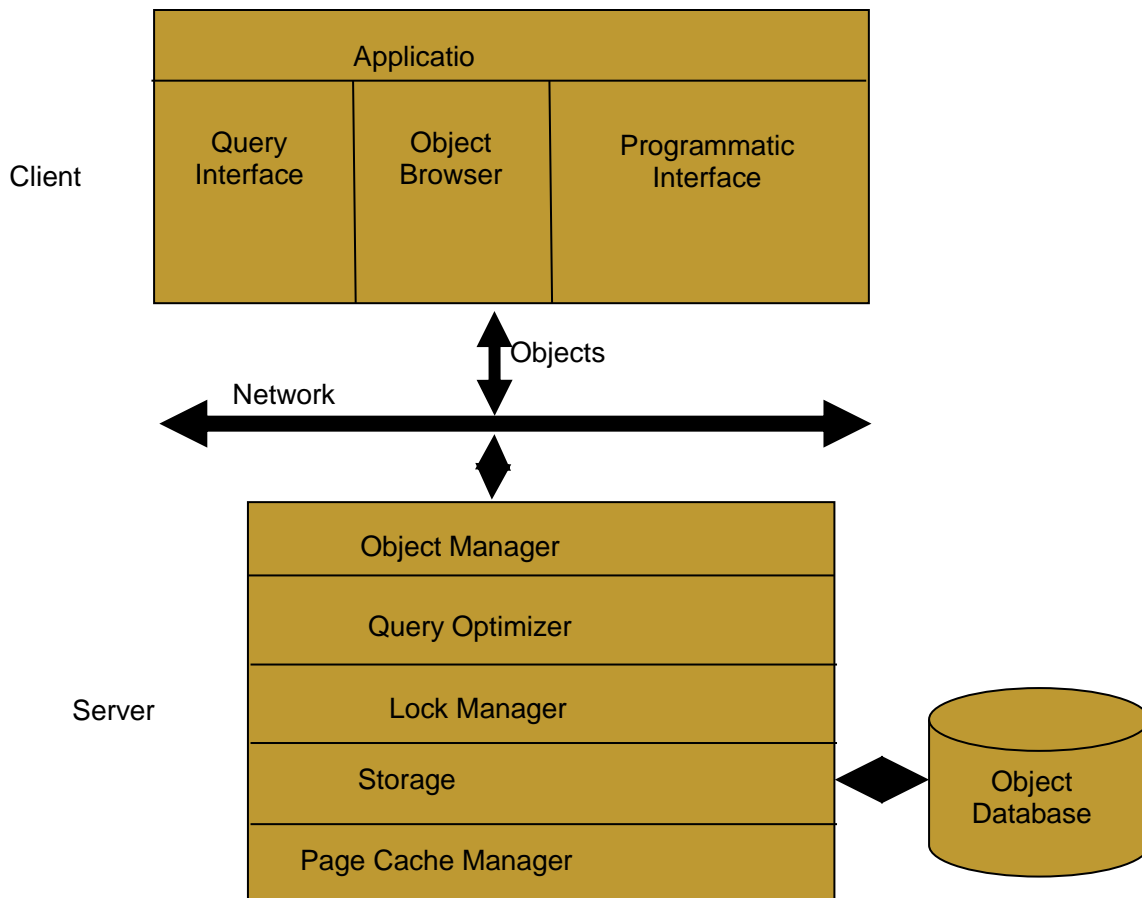 Applicatio
Query
Interface
Object
Browser
Programmatic
Interface
Client
Objects
Network
Object Manager
Query Optimizer
Server
Lock Manager
Storage
Page Cache Manager
Object
Database